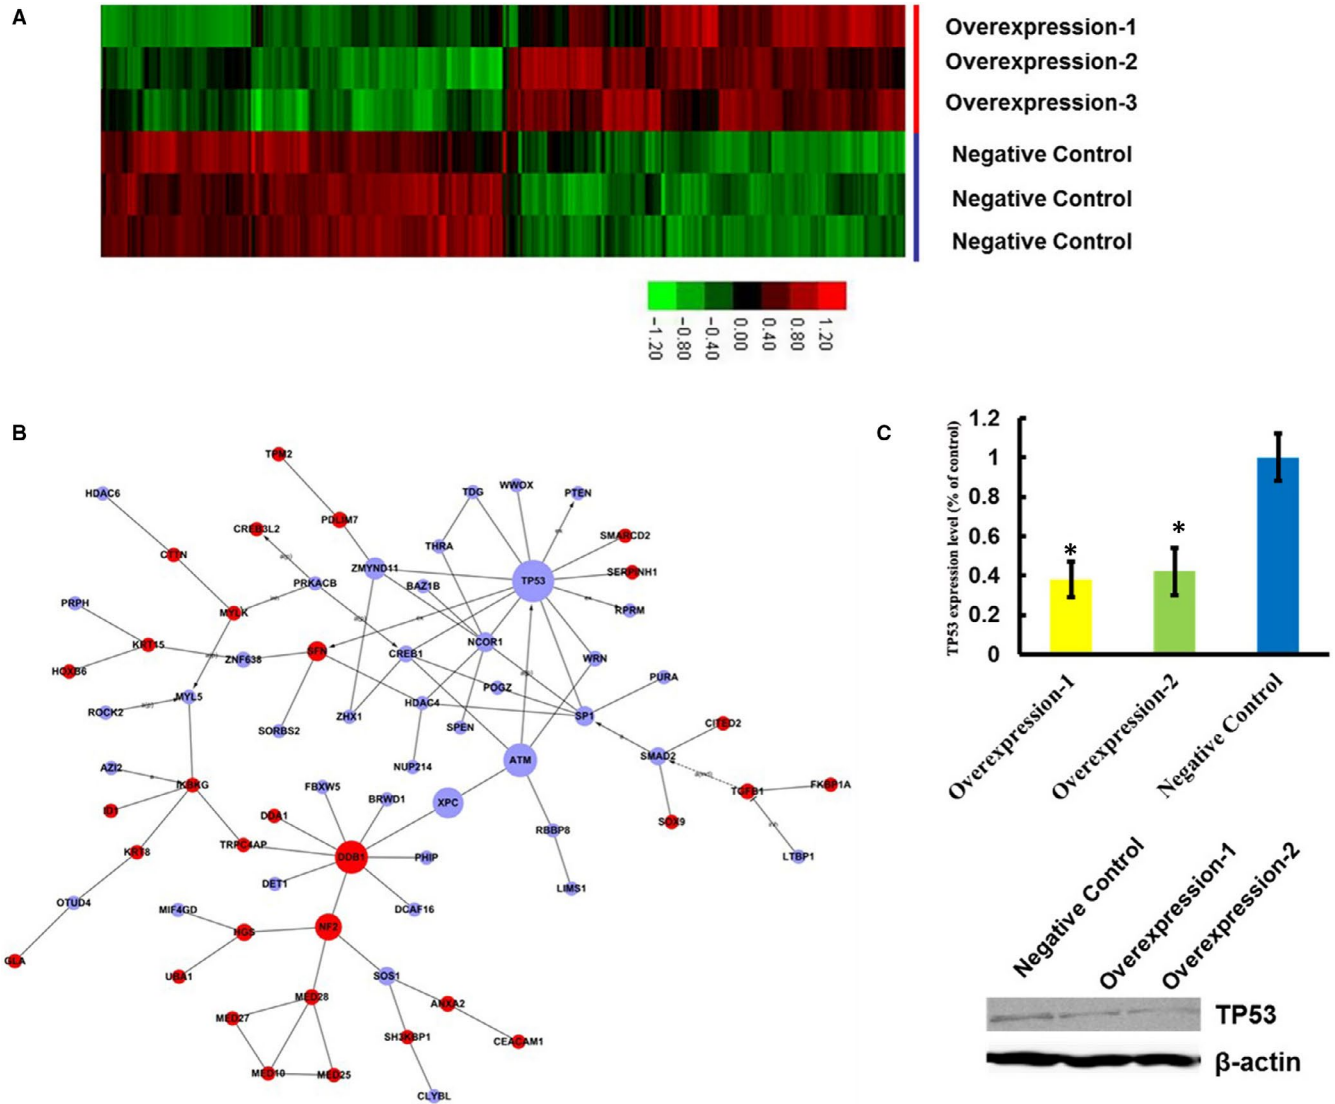 A
Overexpression-1
Overexpression-2
Overexpression-3
Negative Control
Negative Control
Negative Control
-1.20
-0.80
-0.40
0.00
0.40
0.80
1.20
B
TPM2
HDAC6
CREB3L2
PDLIM7
CTTN
ZMYND11
PRKACB
PRPH
MYLK
KRT15
HOXB6
ZNF638
SFN
MYL5
ROCK2
SORBS2
ZHX1
TDG
WWOX
PTEN
THRA
SMARCD2
BAZ1B
TP53
SERPINH1
RPRM
NCOR1
CREB1
WRN
POGZ
PURA
HDAC4
SP1
SPEN
CITED2
NUP214
ATM
SMAD2
AZI2
IKBKG
FBXW5
BRWD1
XPC
TGFB1
FKBP1A
ID1
DDA1
SOX9
RBBP8
KRT8
TRPC4AP
DDB1
PHIP
LTBP1
DET1
LIMS1
OTUD4
MIF4GD
DCAF16
HGS
NF2
GLA
UBA1
SOS1
MED28
ANXA2
MED27
SH3KBP1
CEACAM1
MED10
MED25
CLYBL
C
TP53 expression level (% of control)
1.2
1
0.8
0.6
0.4
0.2
0
*
*
Overexpression-1
Overexpression-2
Negative Control
Negative Control
Overexpression-1
Overexpression-2
TP53
β-actin